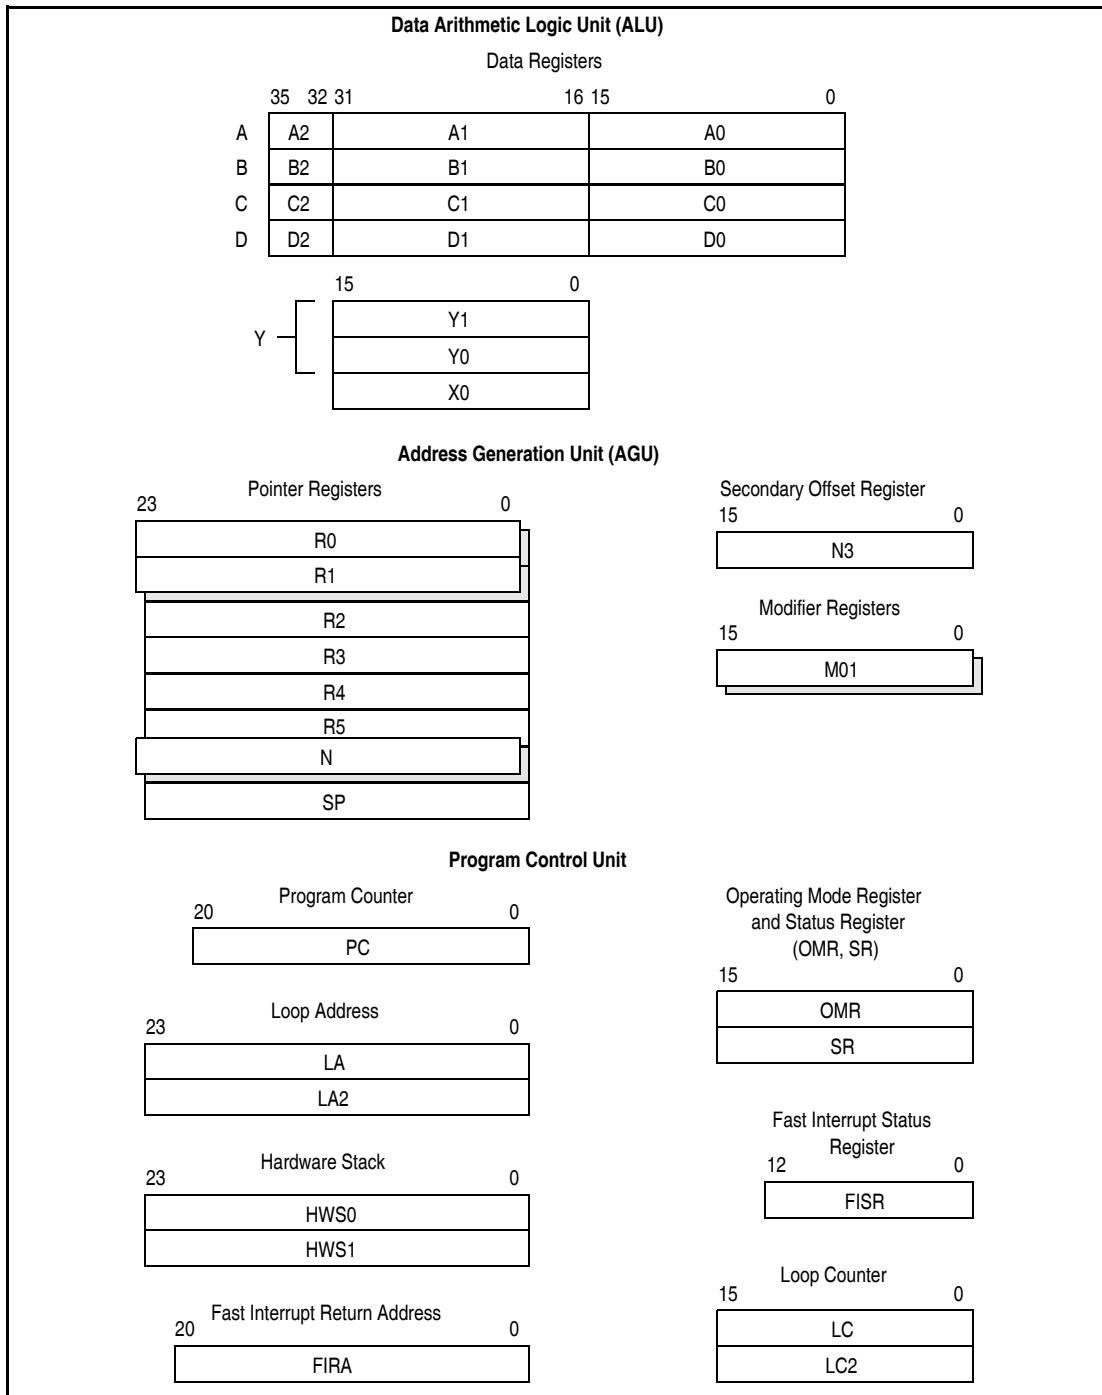 Data Arithmetic Logic Unit (ALU)
Data Registers
35 32 31 16 15 0
A A2 A1 A0
B B2 B1 B0
C C2 C1 C0
D D2 D1 D0
15 0
Y Y1
Y0
X0
Address Generation Unit (AGU)
Pointer Registers
23 0
R0
R1
R2
R3
R4
R5
N
SP
Secondary Offset Register
15 0
N3
Modifier Registers
15 0
M01
Program Control Unit
Program Counter
20 0
PC
Loop Address
23 0
LA
LA2
Hardware Stack
23 0
HWS0
HWS1
Fast Interrupt Return Address
20 0
FIRA
Operating Mode Register
and Status Register
(OMR, SR)
15 0
OMR
SR
Fast Interrupt Status
Register
12 0
FISR
Loop Counter
15 0
LC
LC2